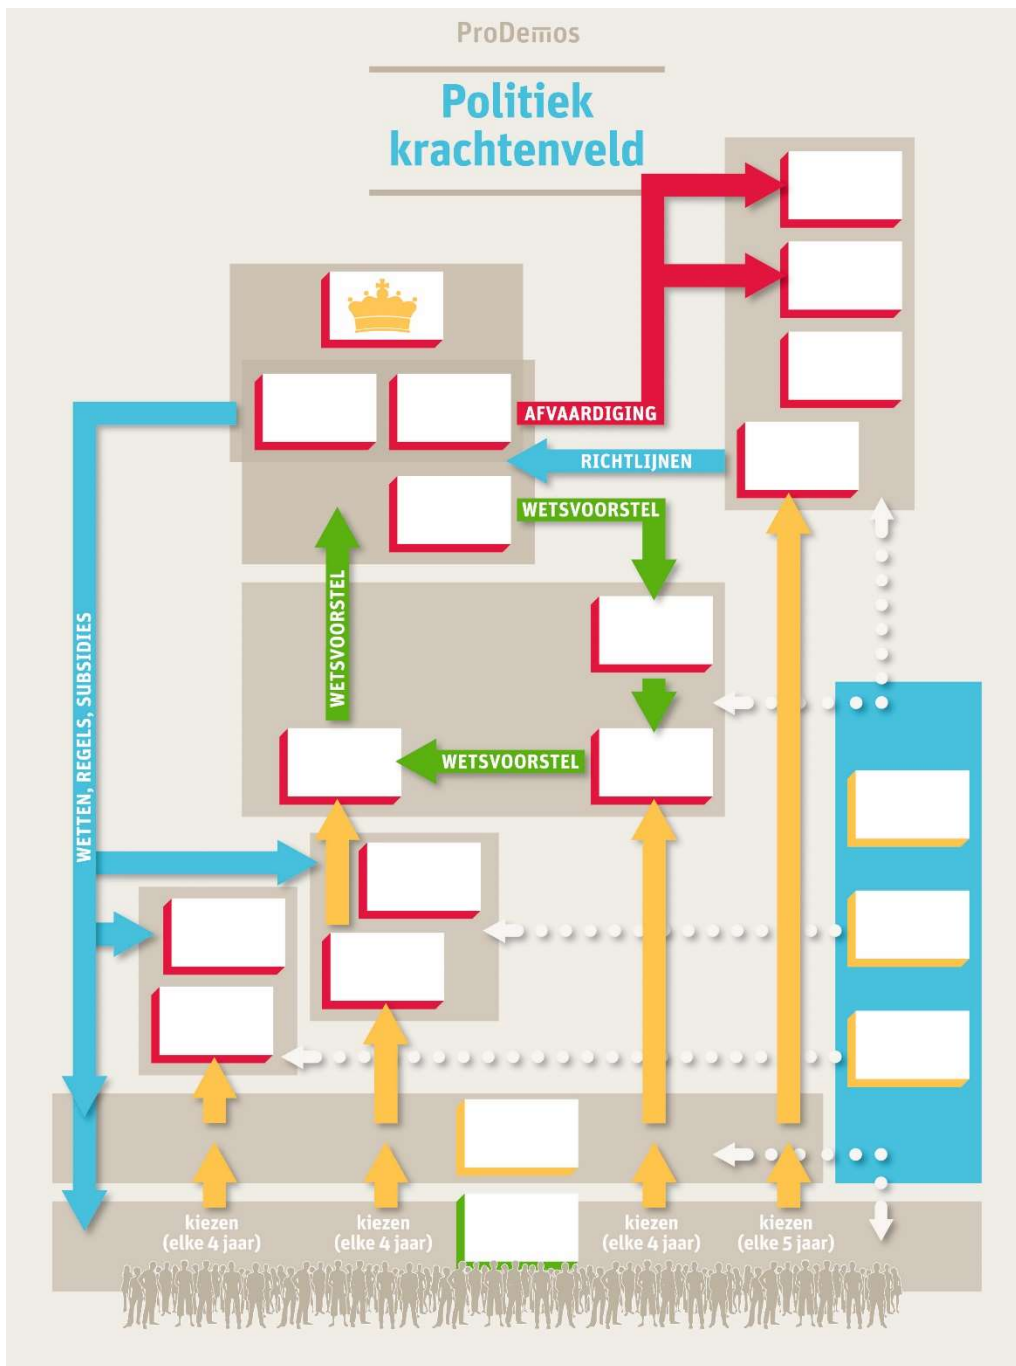 ProDemos
Politiek
krachtenveld
AFVAARDIGING
RICHTLIJNEN
WETSVOORSTEL
WETSVOORSTEL
WETTEN, REGELS, SUBSIDIES
WETSVOORSTEL
kiezen
(elke 4 jaar)
kiezen
(elke 4 jaar)
kiezen
(elke 4 jaar)
kiezen
(elke 5 jaar)